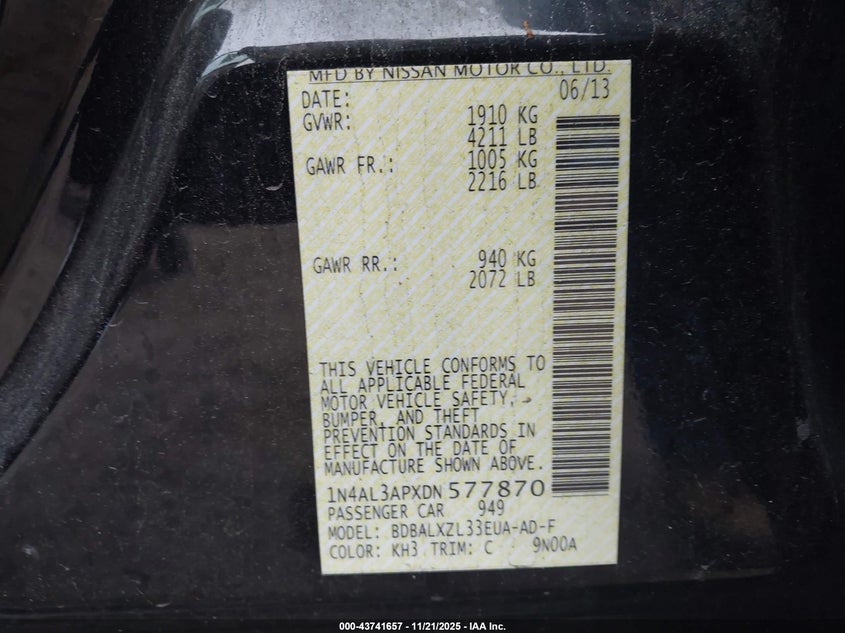 MFD BY NISSAN MOTOR CO., LTD.
DATE: 06/13
GVWR: 1910 KG
4211 LB
GAWR FR.: 1005 KG
2216 LB
GAWR RR.: 940 KG
2072 LB
THIS VEHICLE CONFORMS TO
ALL APPLICABLE FEDERAL
MOTOR VEHICLE SAFETY,
BUMPER, AND THEFT
PREVENTION STANDARDS IN
EFFECT ON THE DATE OF
MANUFACTURE SHOWN ABOVE.
1N4AL3APXDN 577870
PASSENGER CAR 949
MODEL: BDBALXZL33EUA-AD-F
COLOR: KH3 TRIM: C 9N00A
000-43741657 - 11/21/2025 - IAA Inc.